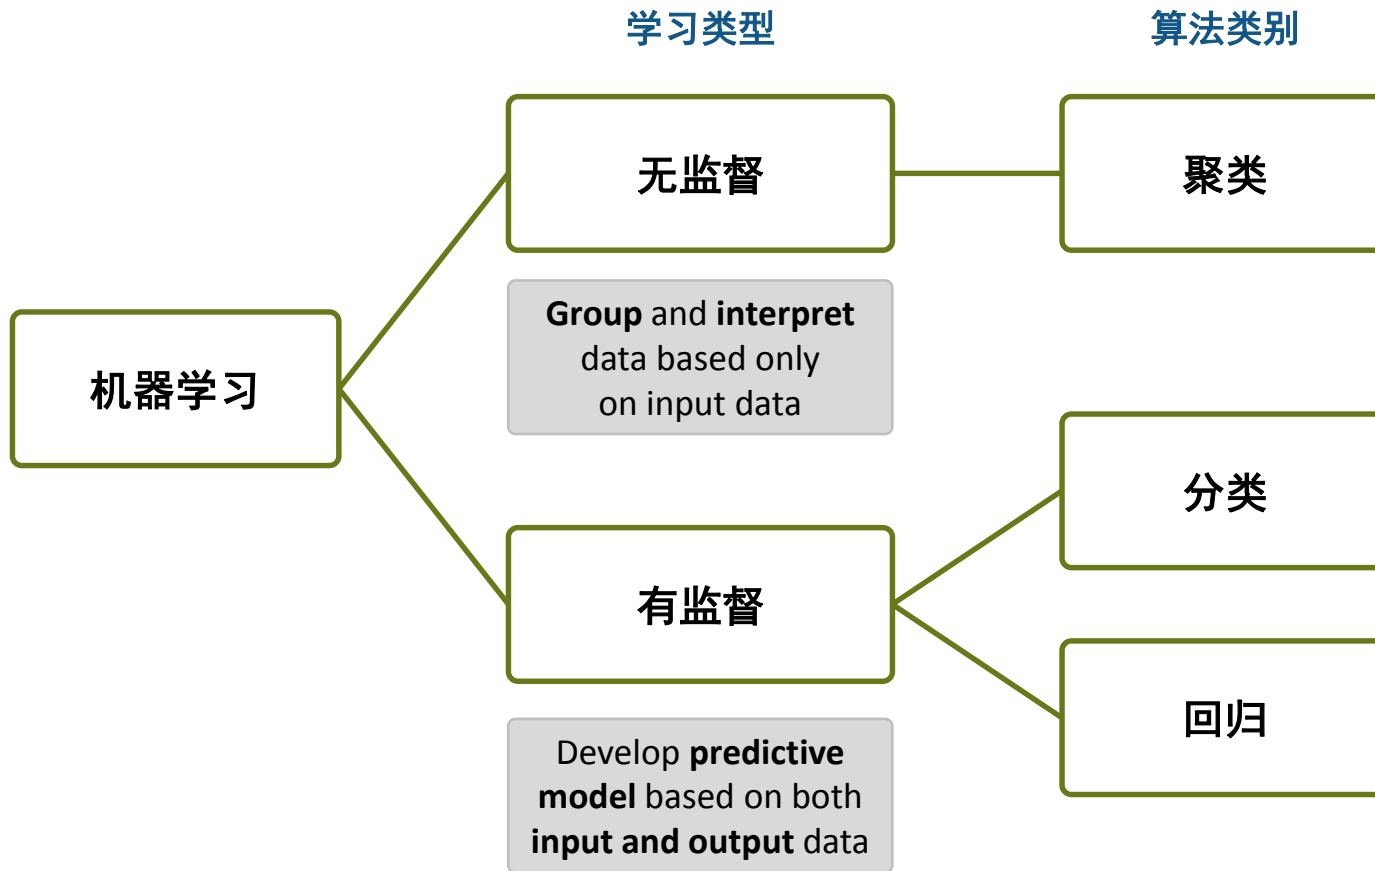 学习类型
算法类别
无监督
聚类
Group and interpret
data based only
on input data
机器学习
分类
有监督
回归
Develop predictive
model based on both
input and output data